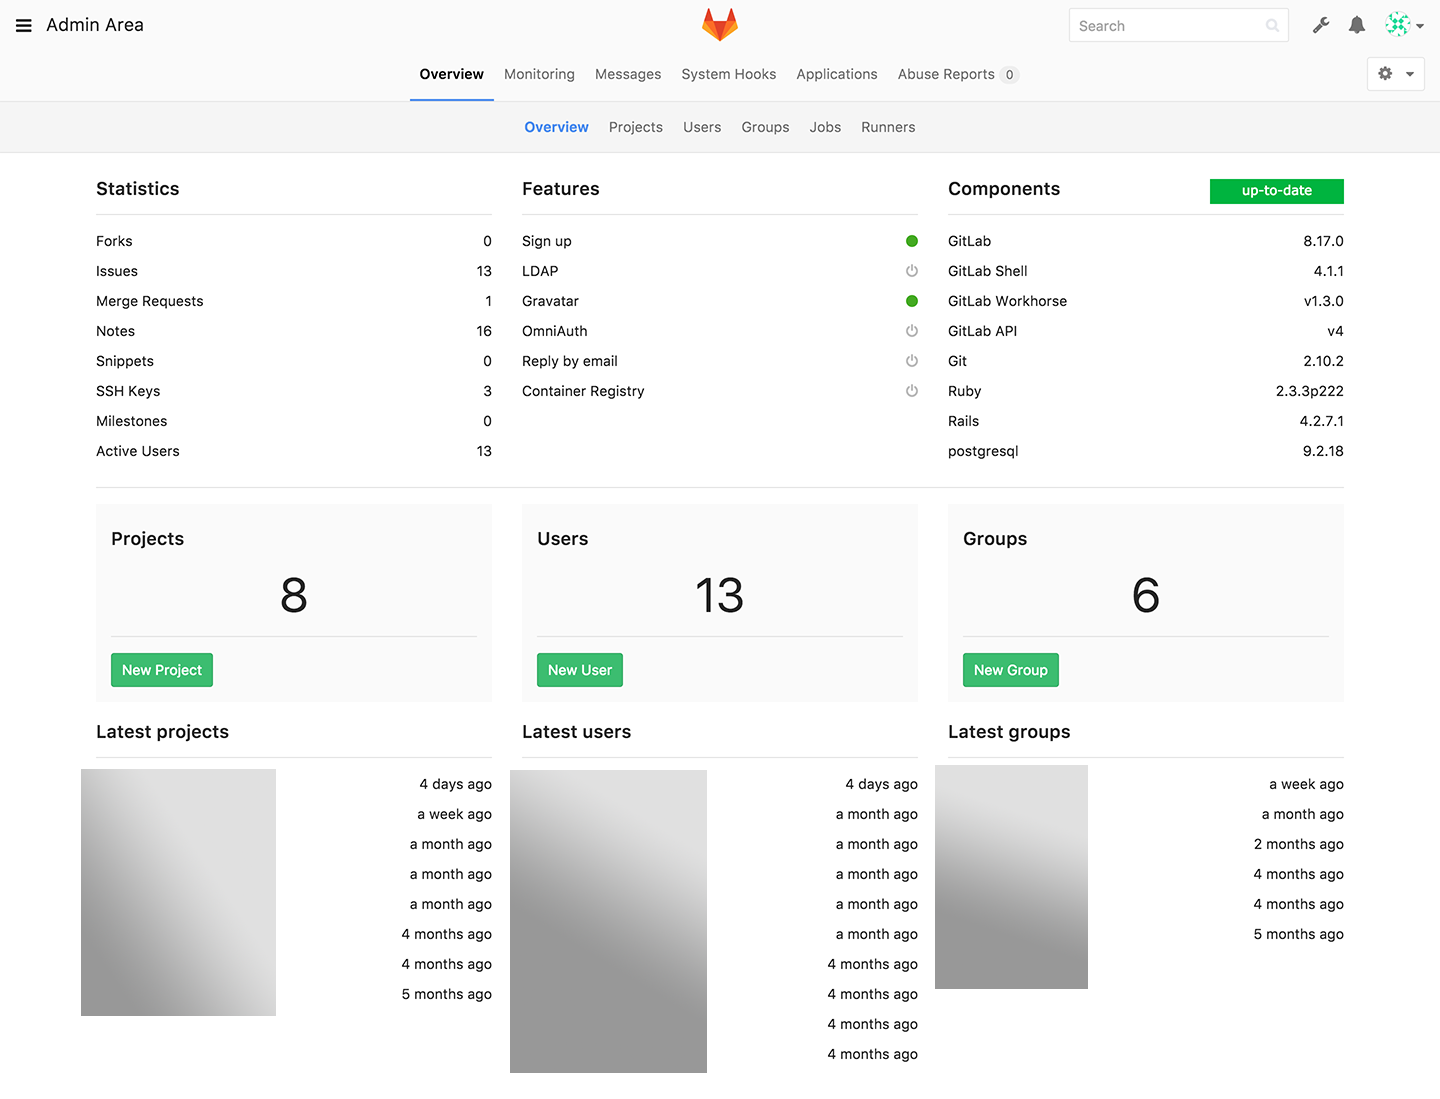 Admin Area
Search
Overview Monitoring Messages System Hooks Applications Abuse Reports 0
Overview Projects Users Groups Jobs Runners
Statistics
Forks 0
Issues 13
Merge Requests 1
Notes 16
Snippets 0
SSH Keys 3
Milestones 0
Active Users 13
Features
Sign up
LDAP
Gravatar
OmniAuth
Reply by email
Container Registry
Components up-to-date
GitLab 8.17.0
GitLab Shell 4.1.1
GitLab Workhorse v1.3.0
GitLab API v4
Git 2.10.2
Ruby 2.3.3p222
Rails 4.2.7.1
postgresql 9.2.18
Projects
8
New Project
Users
13
New User
Groups
6
New Group
Latest projects
4 days ago
a week ago
a month ago
a month ago
a month ago
4 months ago
4 months ago
5 months ago
Latest users
4 days ago
a month ago
a month ago
a month ago
a month ago
a month ago
4 months ago
4 months ago
4 months ago
4 months ago
Latest groups
a week ago
a month ago
2 months ago
4 months ago
4 months ago
5 months ago